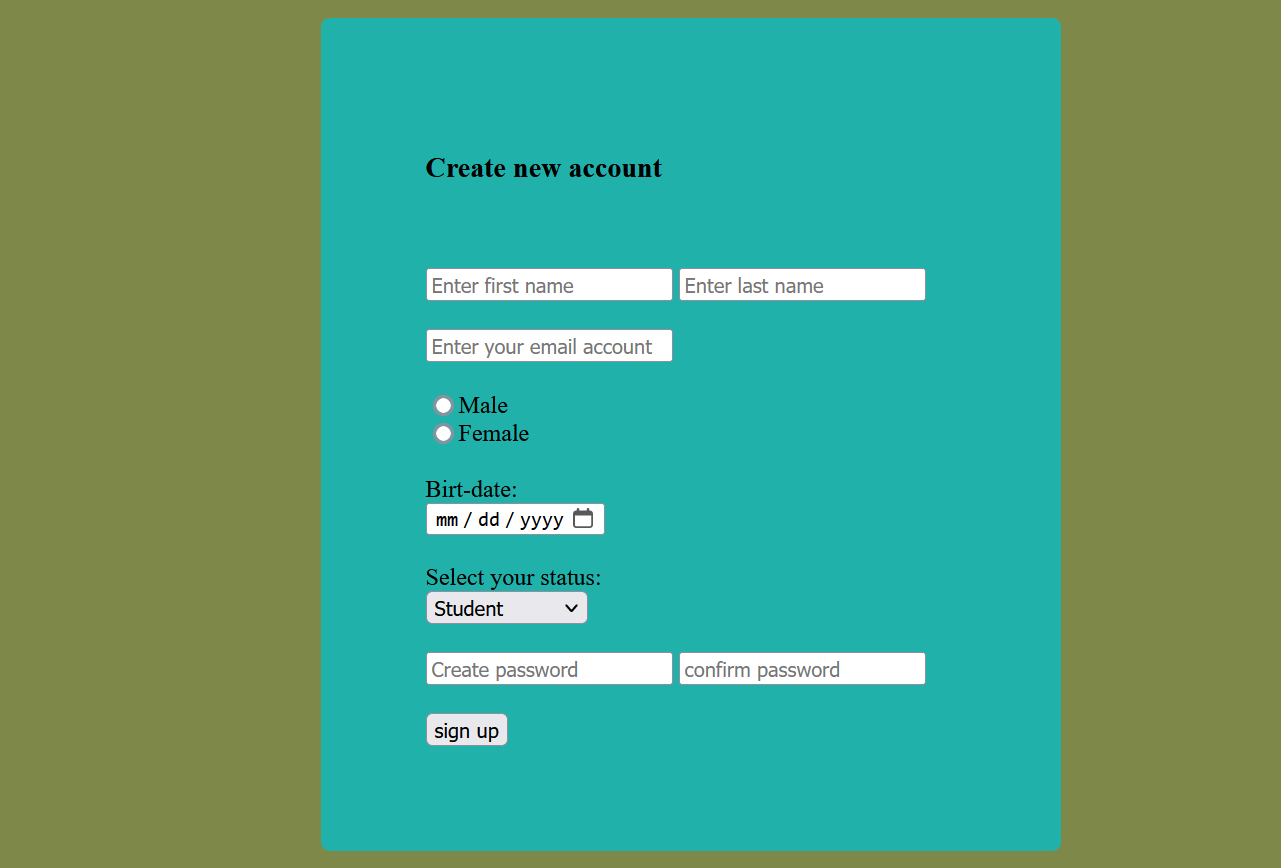 Create new account
Enter first name Enter last name
Enter your email account
Male
Female
Birt-date:
mm / dd / yyyy
Select your status:
Student
Create password confirm password
sign up